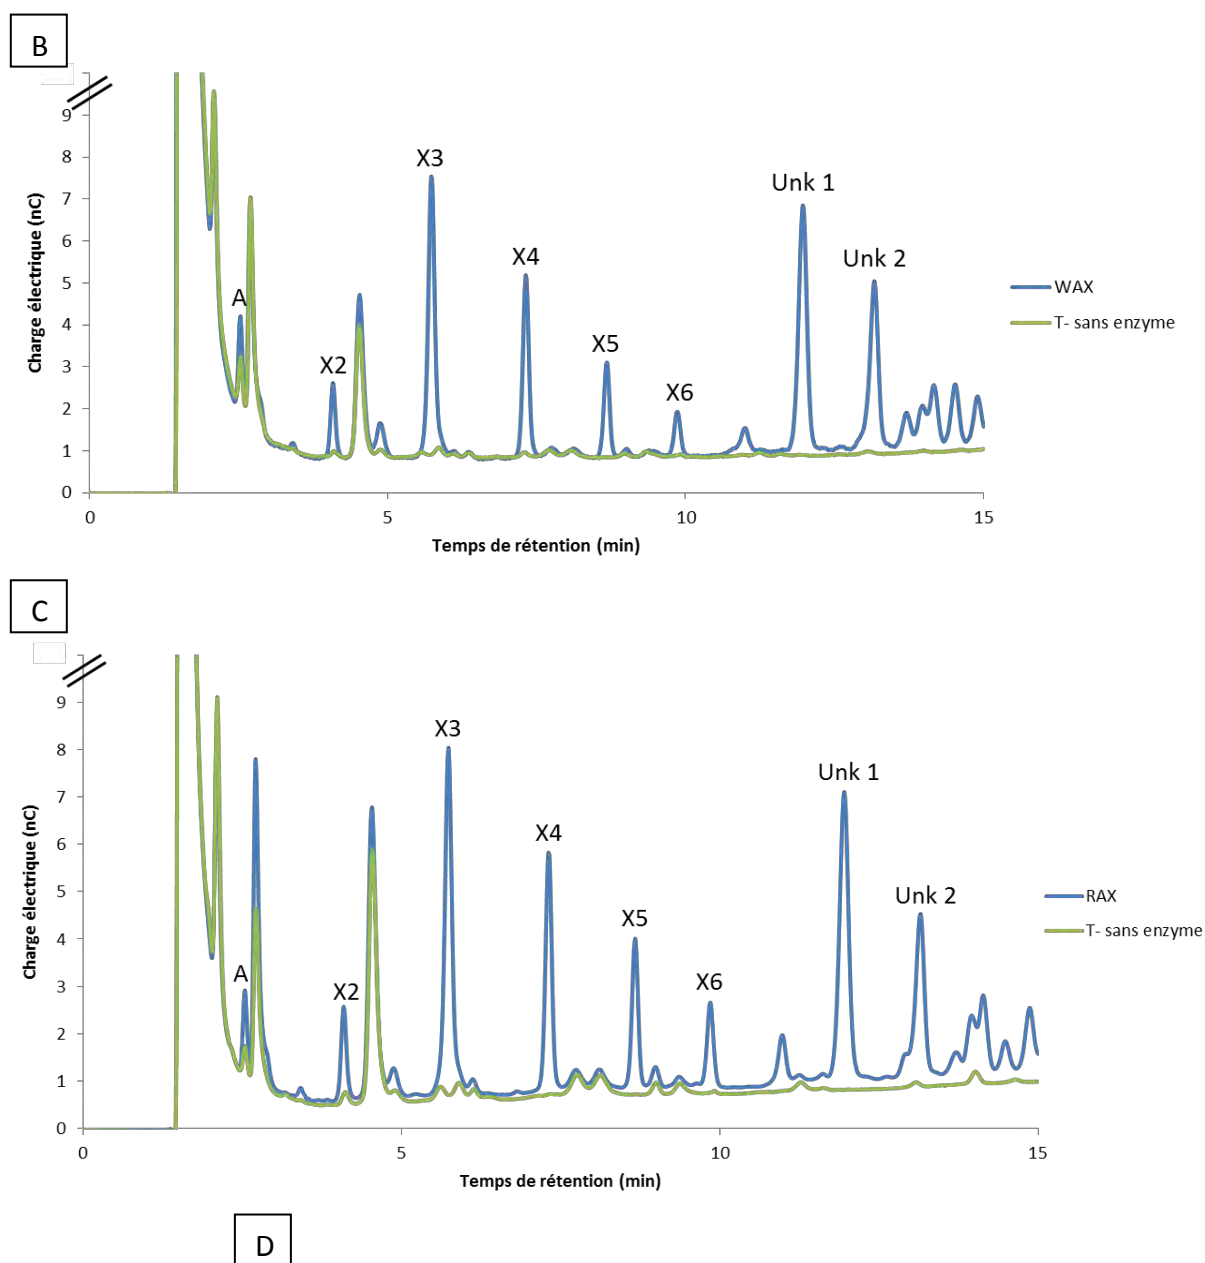 B
9
8
7
6
5
4
3
2
1
0
Charge électrique (nC)
A
X2
X3
X4
X5
X6
Unk 1
Unk 2
WAX
T- sans enzyme
0 5 10 15
Temps de rétention (min)
C
9
8
7
6
5
4
3
2
1
0
Charge électrique (nC)
A
X2
X3
X4
X5
X6
Unk 1
Unk 2
RAX
T- sans enzyme
0 5 10 15
Temps de rétention (min)
D